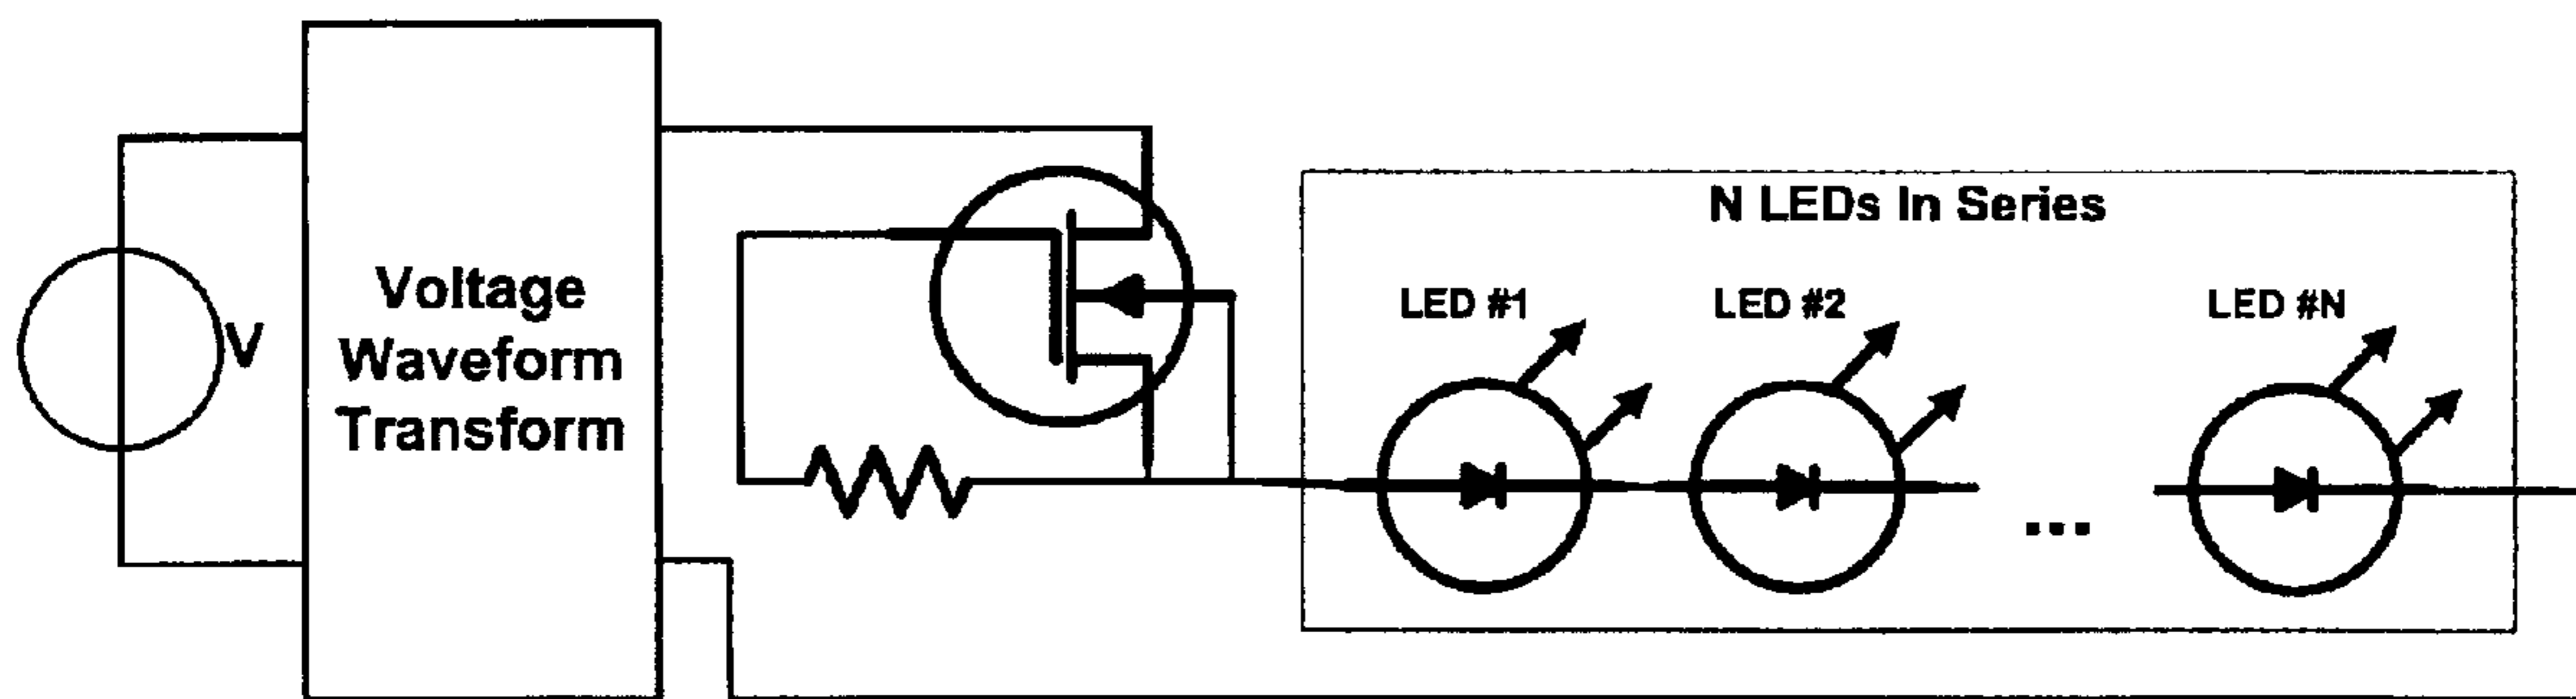 V
Voltage
Waveform
Transform
N LEDs In Series
LED #1
LED #2
LED #N
...